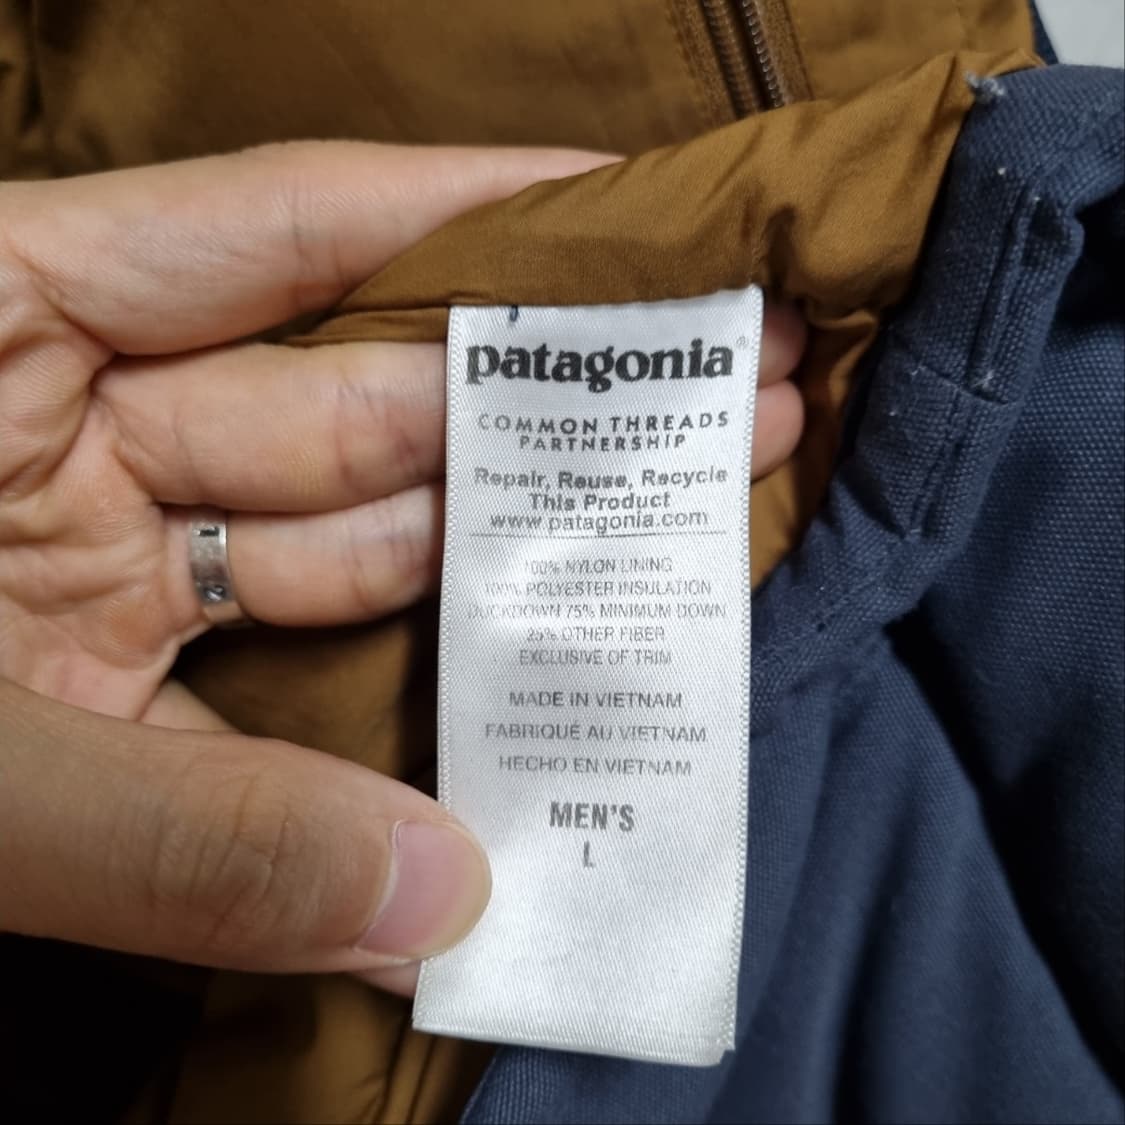 patagonia®
COMMON THREADS
PARTNERSHIP
Repair, Reuse, Recycle
This Product
www.patagonia.com
100% NYLON LINING
100% POLYESTER INSULATION
DUCKDOWN 75% MINIMUM DOWN
25% OTHER FIBER
EXCLUSIVE OF TRIM
MADE IN VIETNAM
FABRIQUÉ AU VIETNAM
HECHO EN VIETNAM
MEN'S
L